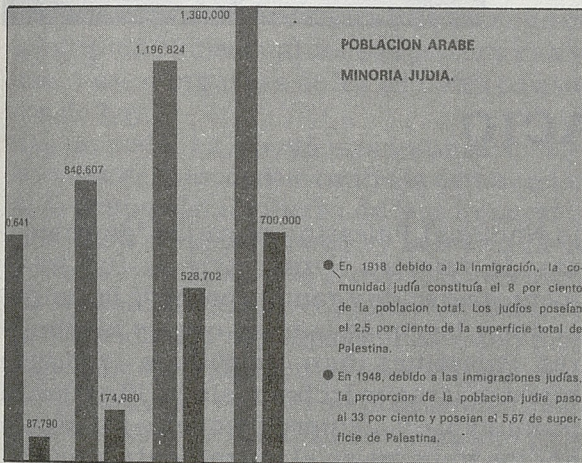 1,380,000
POBLACION ARABE
1,196 824
MINORIA JUDIA.
848,607
0,641
700,000
528,702
174,980
87,790
● En 1918 debido a la inmigración, la co-
munidad judía constituía el 8 por ciento
de la poblacion total. Los judíos poseían
el 2,5 por ciento de la superficie total de
Palestina.
● En 1948, debido a las inmigraciones judías,
la proporcion de la poblacion judía paso
al 33 por ciento y poseían el 5,67 de super-
ficie de Palestina.